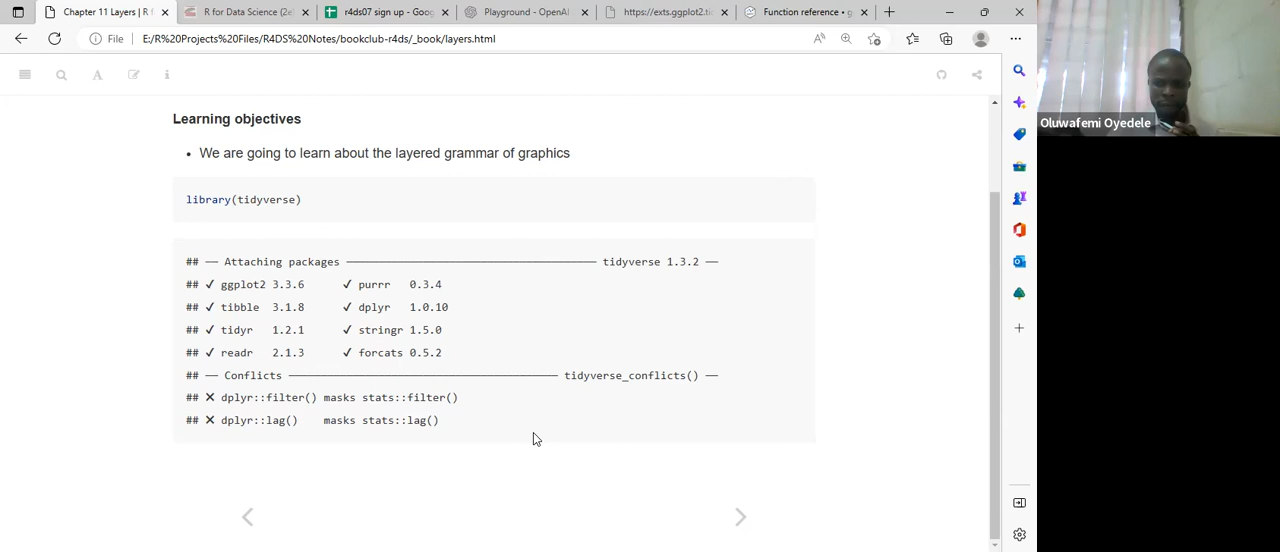 Chapter 11 Layers | R f
R for Data Science (2e
r4ds07 sign up - Goog
Playground - OpenAI
https://exts.ggplot2.ti
Function reference • g
File
E:/R%20Projects%20Files/R4DS%20Notes/bookclub-r4ds/_book/layers.html
Oluwafemi Oyedele
Learning objectives
• We are going to learn about the layered grammar of graphics
library(tidyverse)
## ── Attaching packages ─────────────────────────────────────── tidyverse 1.3.2 ──
## ✓ ggplot2 3.3.6 ✓ purrr 0.3.4
## ✓ tibble 3.1.8 ✓ dplyr 1.0.10
## ✓ tidyr 1.2.1 ✓ stringr 1.5.0
## ✓ readr 2.1.3 ✓ forcats 0.5.2
## ── Conflicts ────────────────────────────────────────── tidyverse_conflicts() ──
## ✕ dplyr::filter() masks stats::filter()
## ✕ dplyr::lag() masks stats::lag()